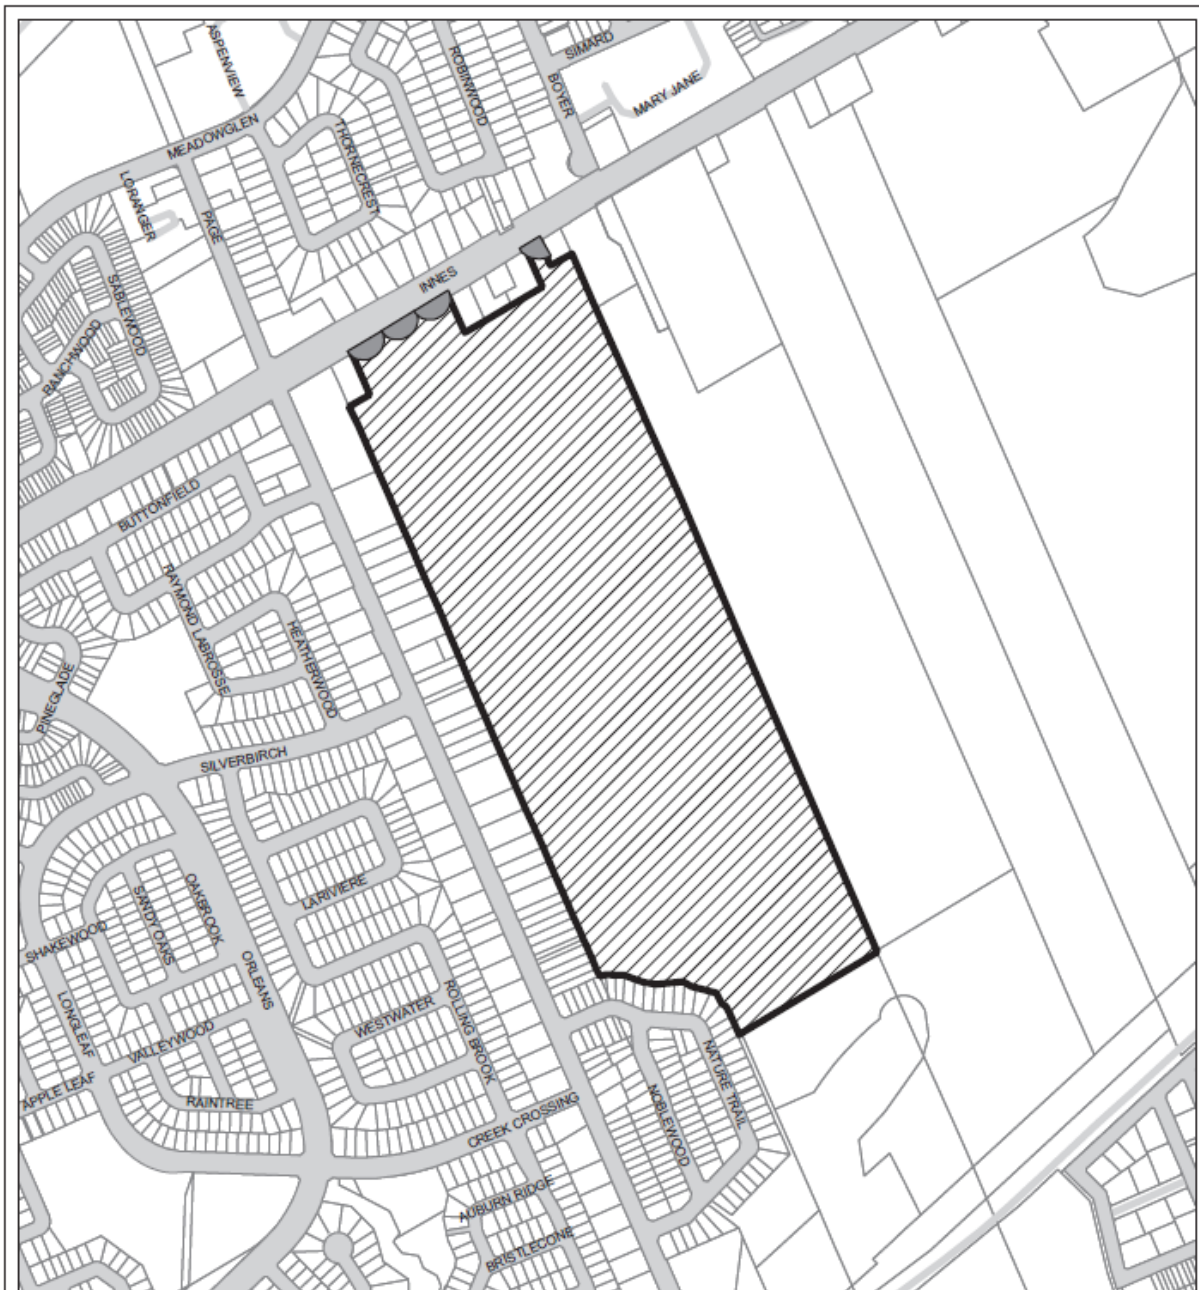 ASPENVIEW
ROBINWOOD
SIMARD
BOYER
MARY JANE
MEADOWGLEN
THORNECREST
LORANGER
PAGE
INNES
SABLEWOOD
RANCHWOOD
BUTTONFIELD
RAYMOND LABROSSE
HEATHERWOOD
PINEGLADE
SILVERBIRCH
LARIVIERE
OAKBROOK
SANDY OAKS
SHAKEWOOD
ORLEANS
LONGLEAF
VALLEYWOOD
WESTWATER
ROLLING BROOK
NATURE TRAIL
NOBLEWOOD
APPLE LEAF
RAINTREE
CREEK CROSSING
AUBURN RIDGE
BRISTLECONE